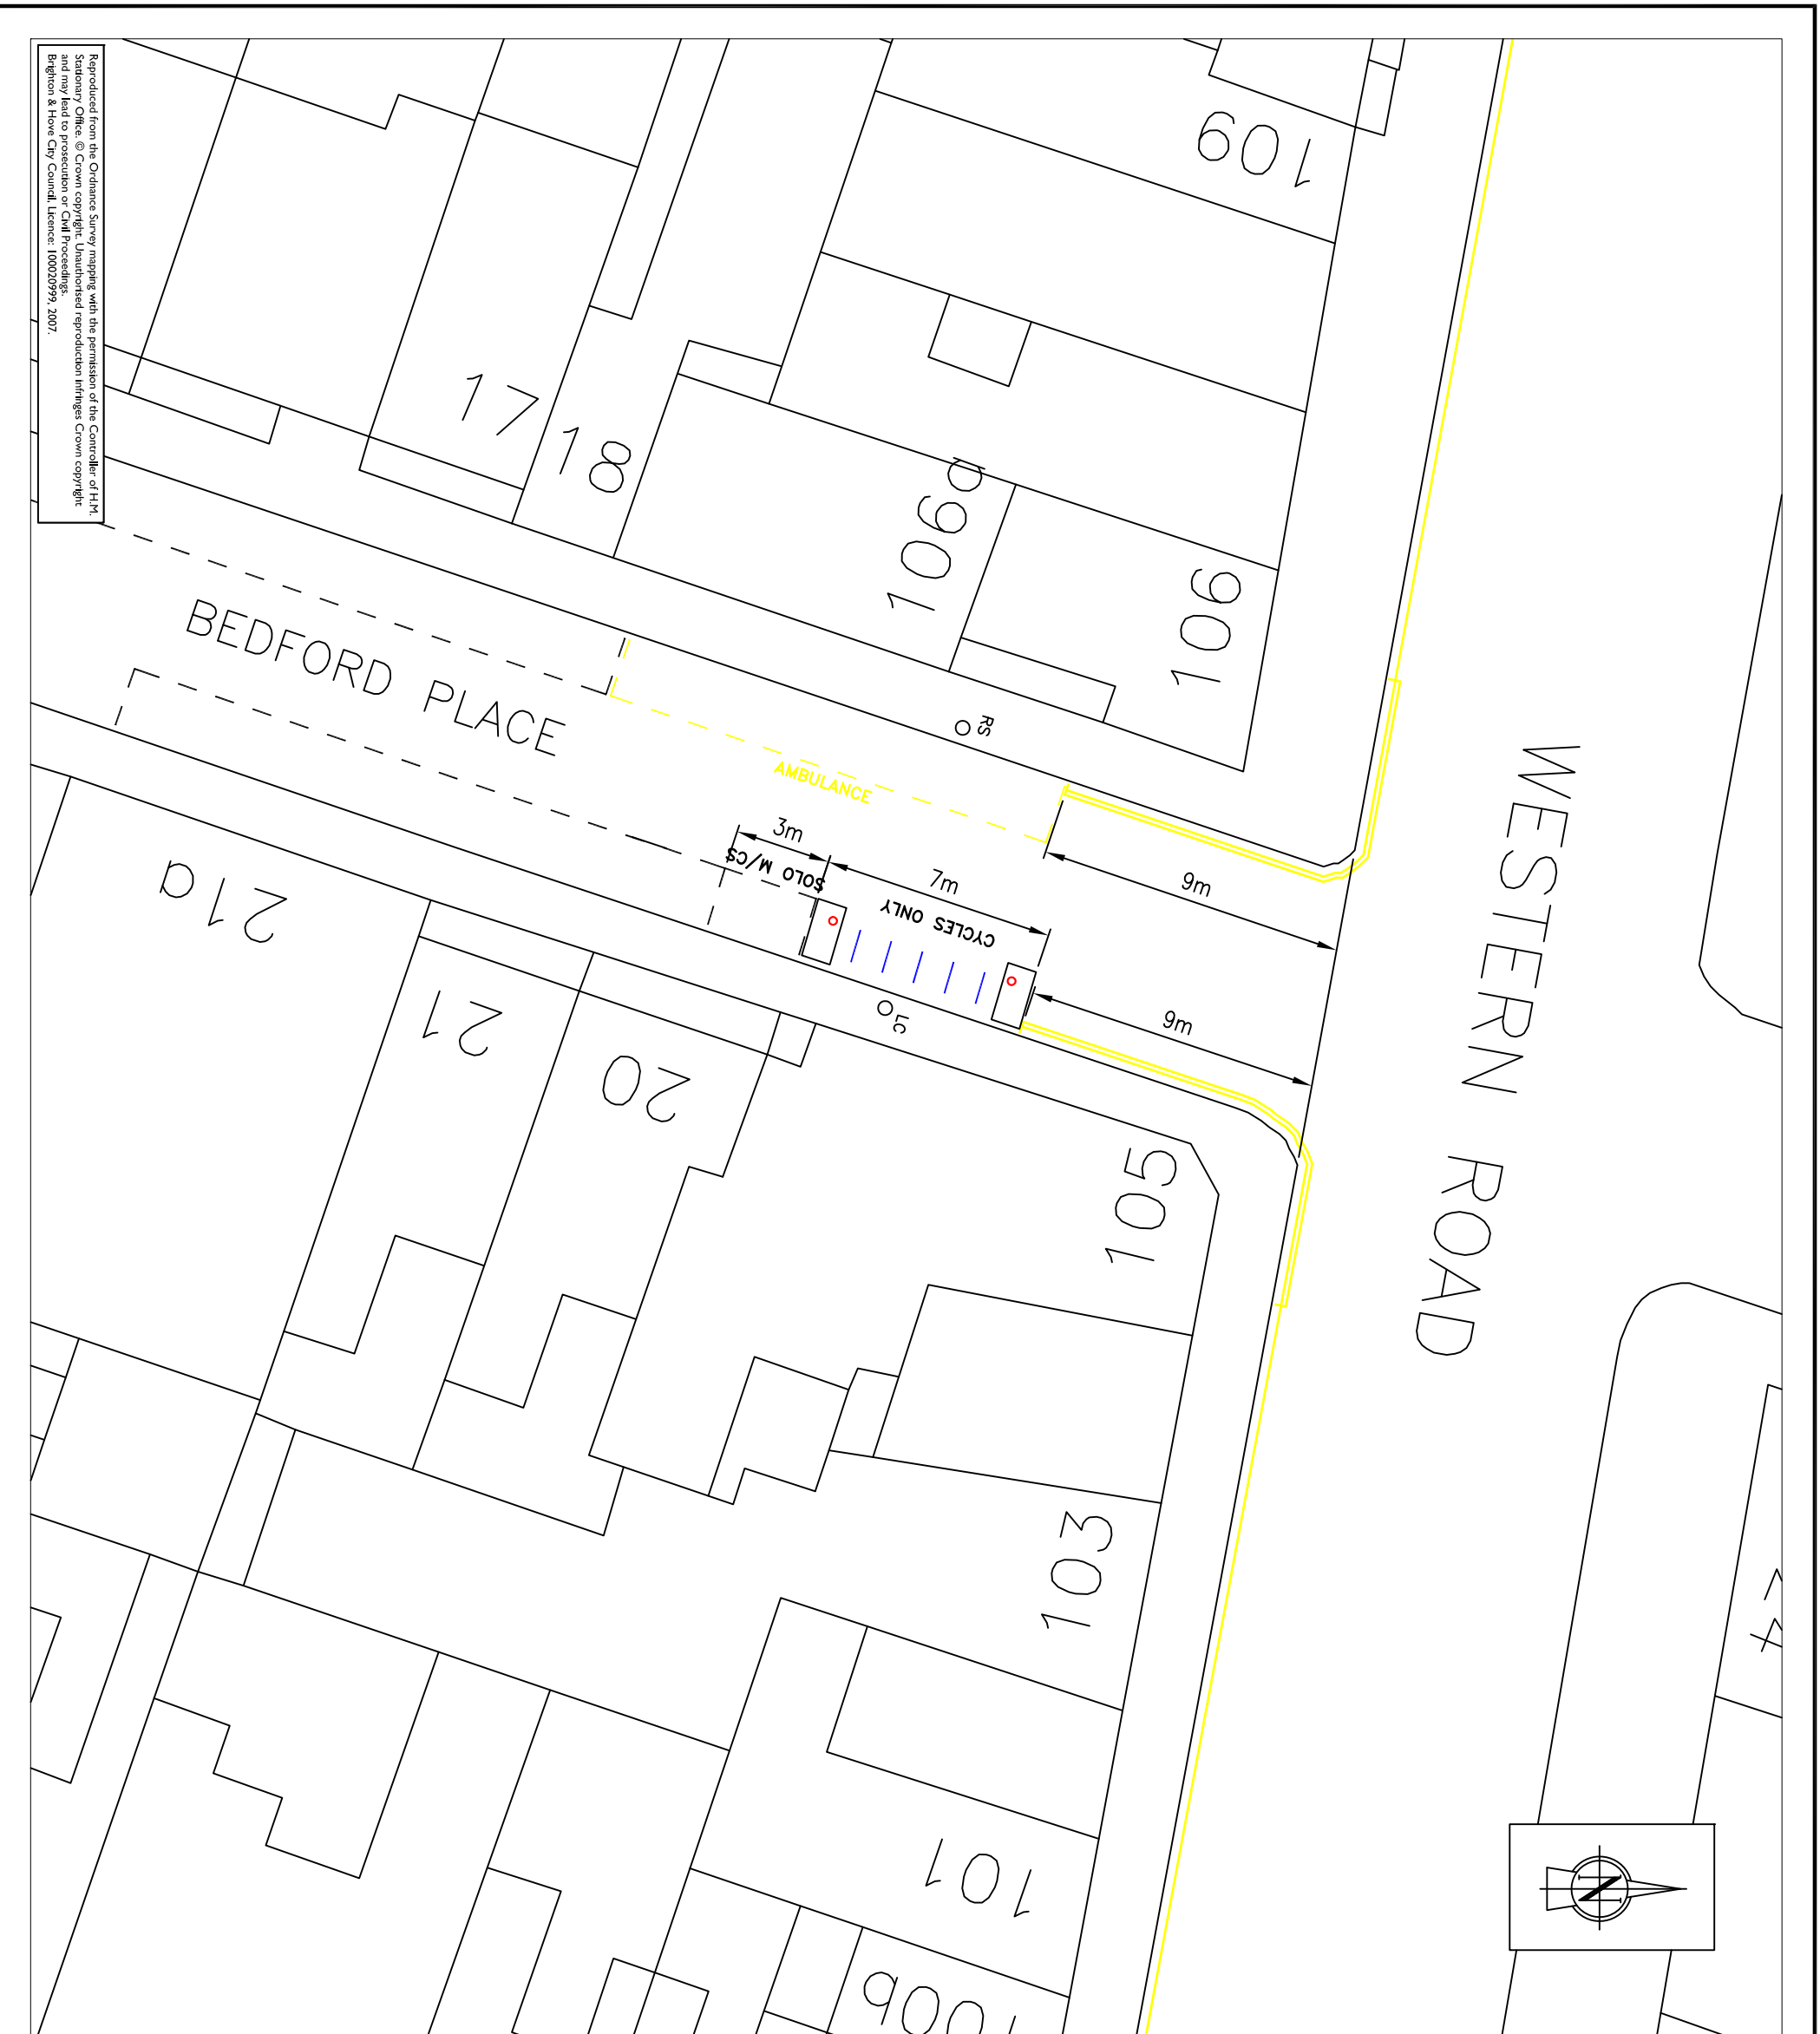 Reproduced from the Ordnance Survey mapping with the permission of the Controller of H.M.
Stationary Office. © Crown copyright. Unauthorised reproduction infringes Crown copyright
and may lead to prosecution or Civil Proceedings.
Brighton & Hove City Council. Licence: 100020999, 2007.
109
17
18
106a
106
BEDFORD PLACE
RS
AMBULANCE
3m
SOLO M/CS
7m
CYCLES ONLY
9m
9m
LC
WESTERN ROAD
21a
21
20
105
103
101
100b
N